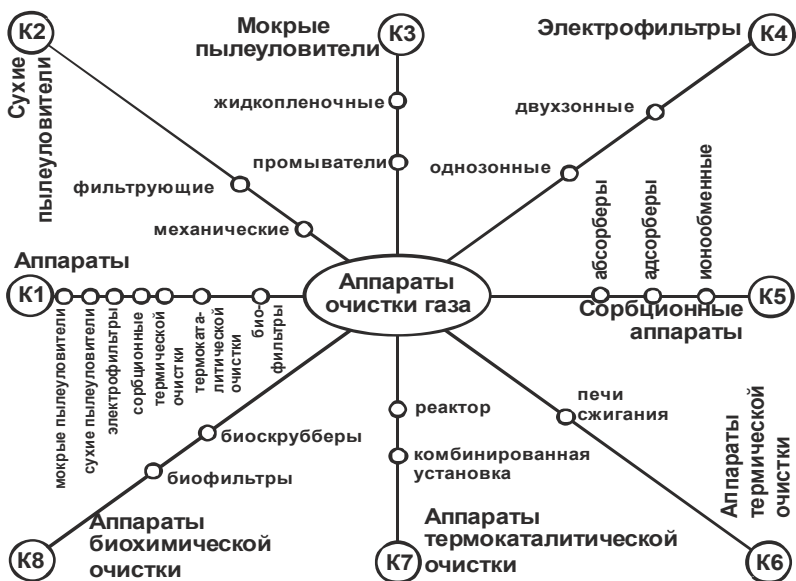 К2
Сухие
пылеуловители
фильтрующие
механические
Мокрые
пылеуловители
К3
жидкопленочные
промыватели
Электрофильтры
К4
двухзонные
однозонные
Аппараты
К1
мокрые пылеуловители
сухие пылеуловители
электрофильтры
сорбционные
термической
очистки
термоката-
литической
очистки
био-
фильтры
Аппараты
очистки газа
абсорберы
адсорберы
ионообменные
К5
Сорбционные
аппараты
биоскрубберы
биофильтры
К8
Аппараты
биохимической
очистки
реактор
комбинированная
установка
К7
Аппараты
термокаталитической
очистки
печи
сжигания
Аппараты
термической
очистки
К6